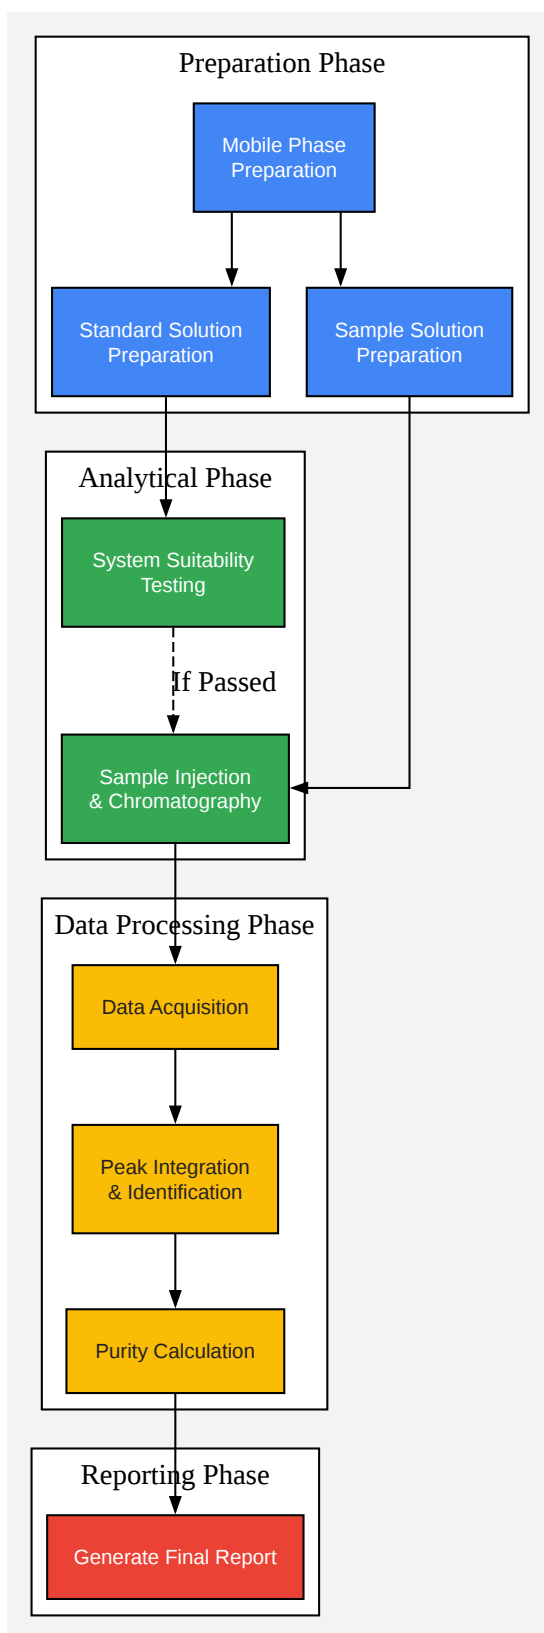 Preparation Phase
Mobile Phase
Preparation
Standard Solution
Preparation
Sample Solution
Preparation
Analytical Phase
System Suitability
Testing
If Passed
Sample Injection
& Chromatography
Data Processing Phase
Data Acquisition
Peak Integration
& Identification
Purity Calculation
Reporting Phase
Generate Final Report